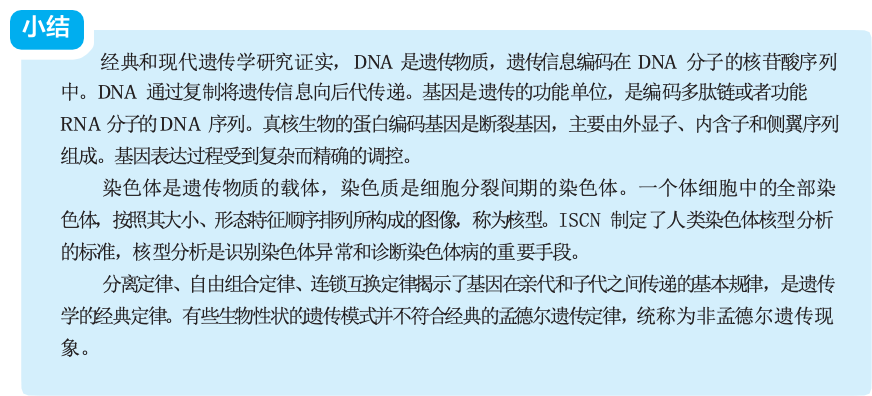 小结
经典和现代遗传学研究证实，DNA 是遗传物质，遗传信息编码在 DNA 分子的核苷酸序列
中。DNA 通过复制将遗传信息向后代传递。基因是遗传的功能单位，是编码多肽链或者功能
RNA 分子的 DNA 序列。真核生物的蛋白编码基因是断裂基因，主要由外显子、内含子和侧翼序列
组成。基因表达过程受到复杂而精确的调控。
染色体是遗传物质的载体，染色质是细胞分裂间期的染色体。一个体细胞中的全部染
色体，按照其大小、形态特征顺序排列所构成的图像，称为核型。ISCN 制定了人类染色体核型分析
的标准，核型分析是识别染色体异常和诊断染色体病的重要手段。
分离定律、自由组合定律、连锁互换定律揭示了基因在亲代和子代之间传递的基本规律，是遗传
学的经典定律。有些生物性状的遗传模式并不符合经典的孟德尔遗传定律，统称为非孟德尔遗传现
象。